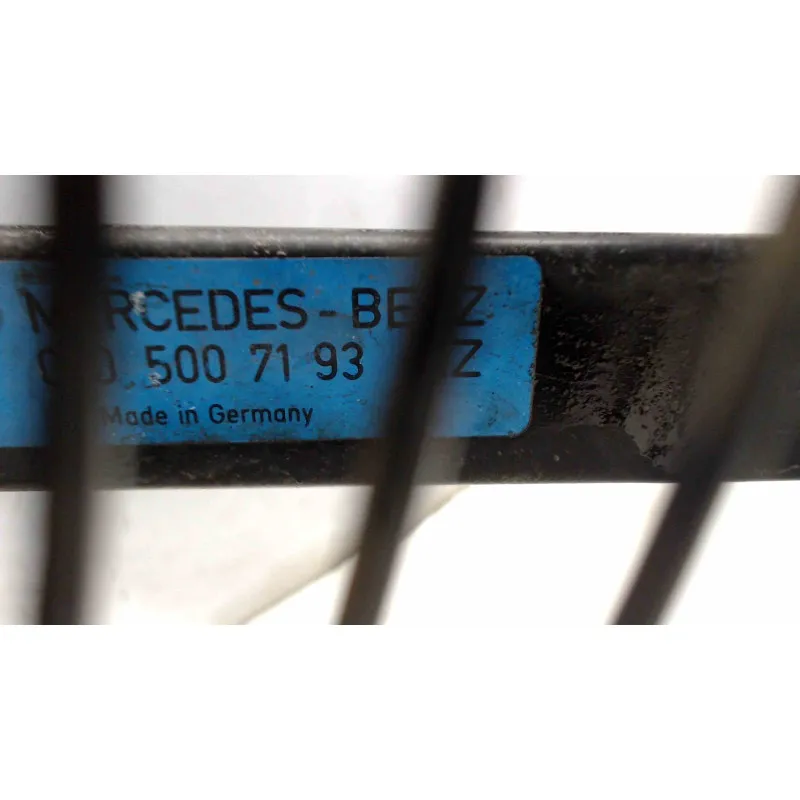 MERCEDES-BENZ
500 71 93
Made in Germany